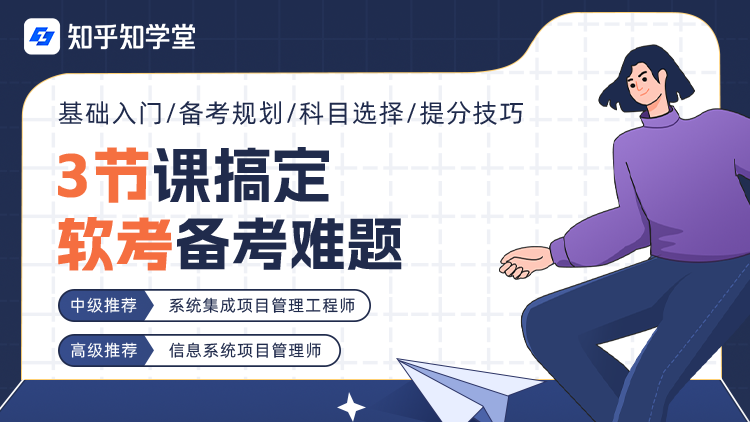 知乎知学堂
基础入门/备考规划/科目选择/提分技巧
3节课搞定
软考备考难题
中级推荐 系统集成项目管理工程师
高级推荐 信息系统项目管理师